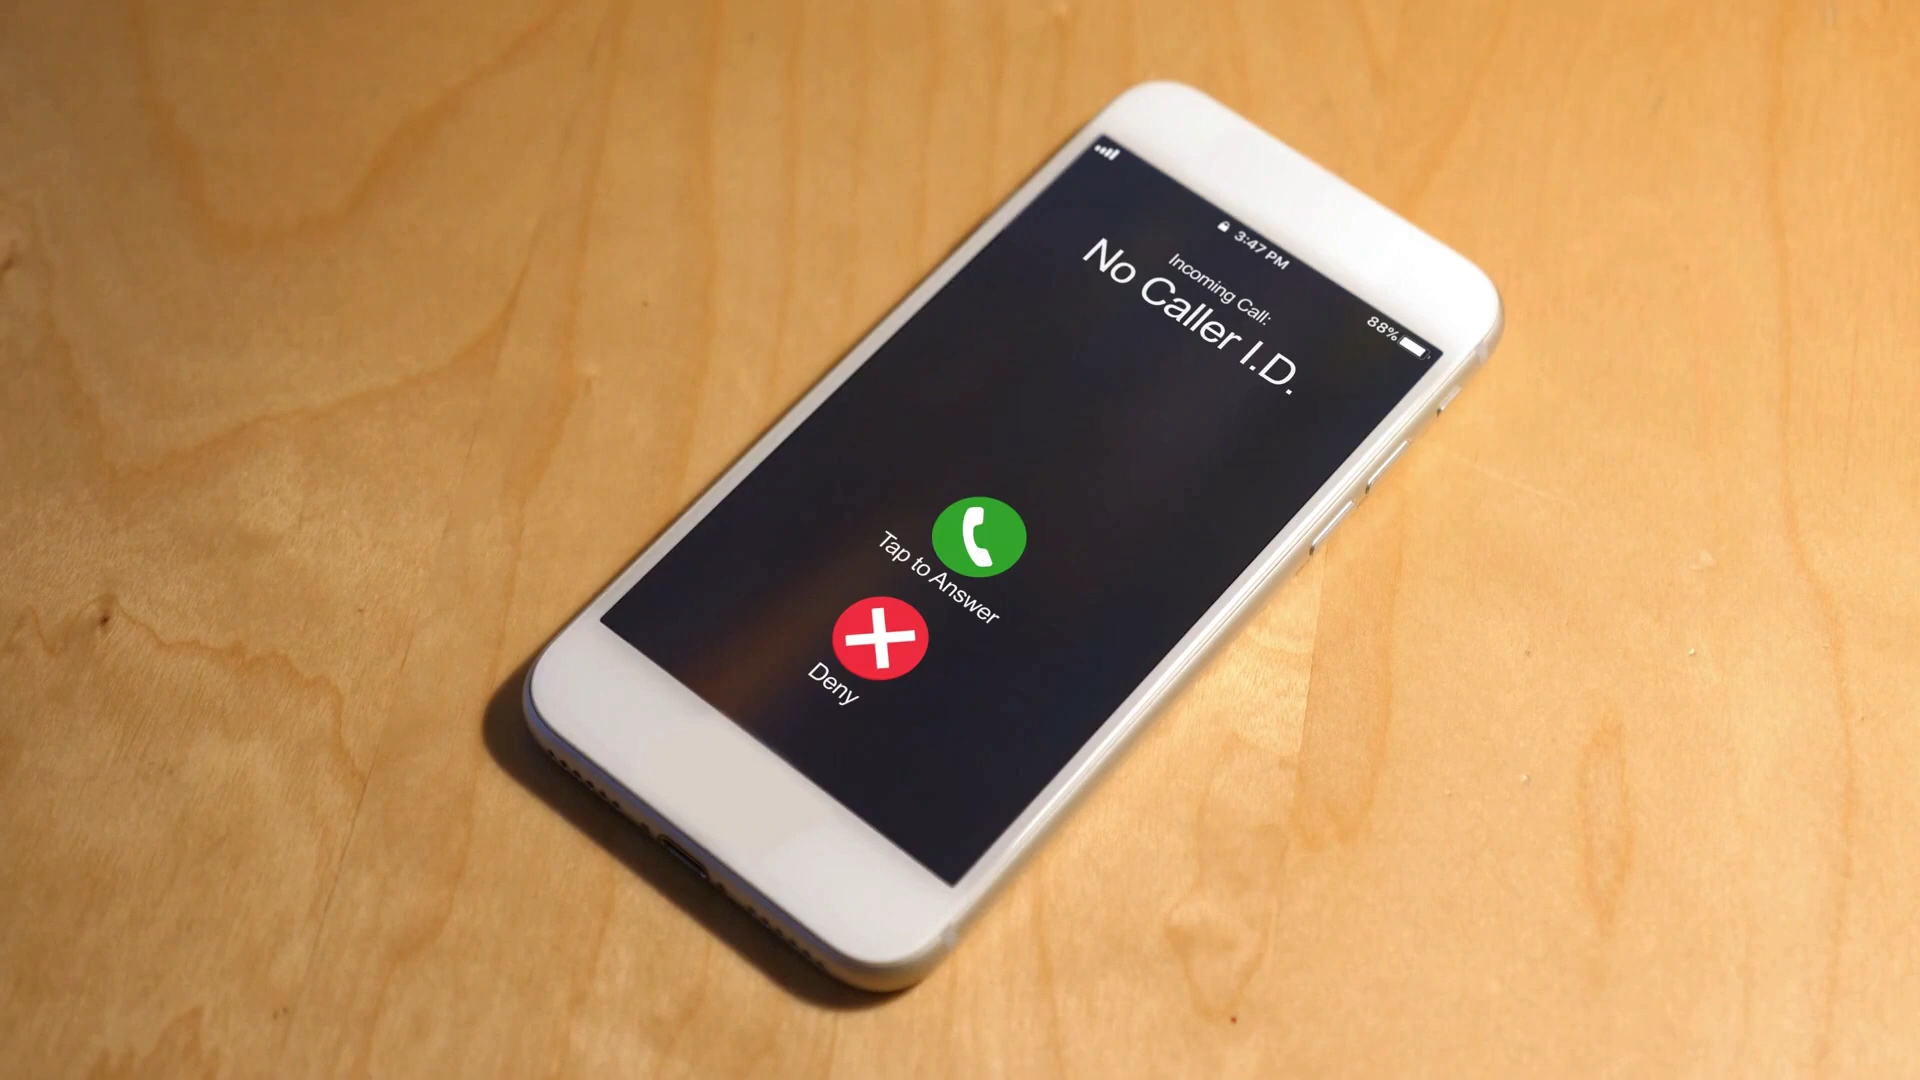 3:47 PM
88%
Incoming Call:
No Caller I.D.
Tap to Answer
Deny